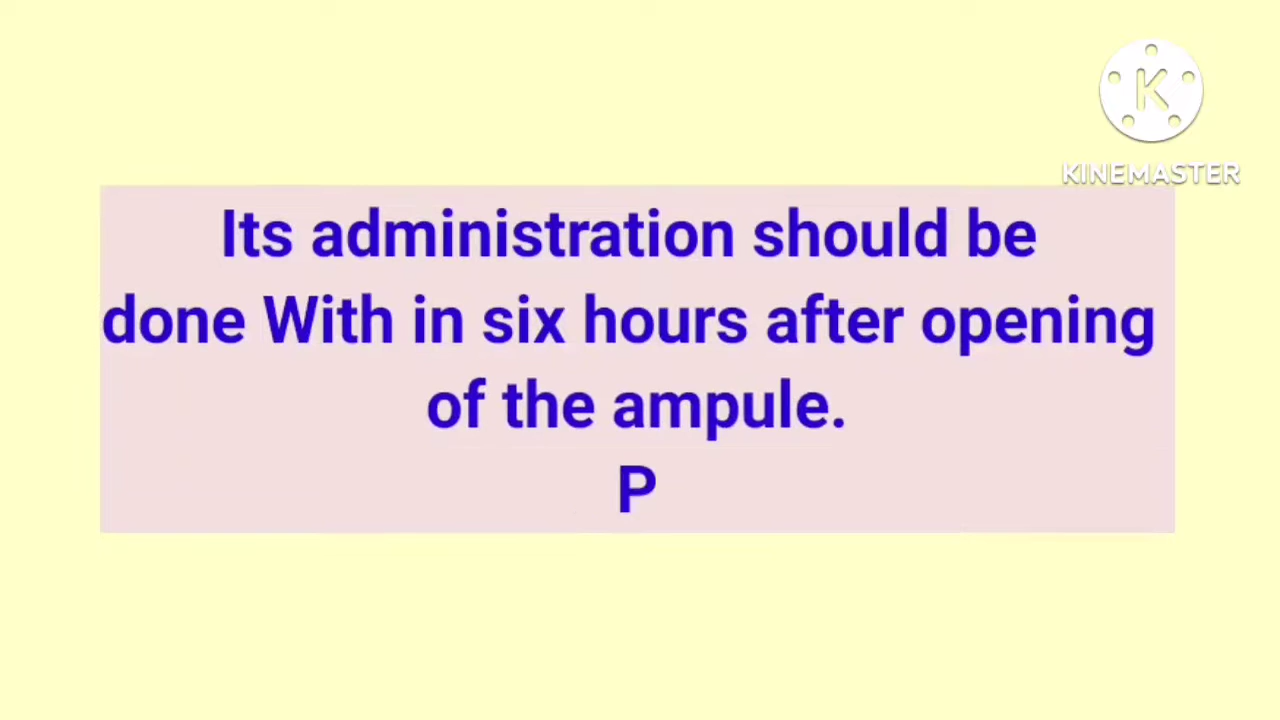 K
KINEMASTER
Its administration should be
done With in six hours after opening
of the ampule.
P